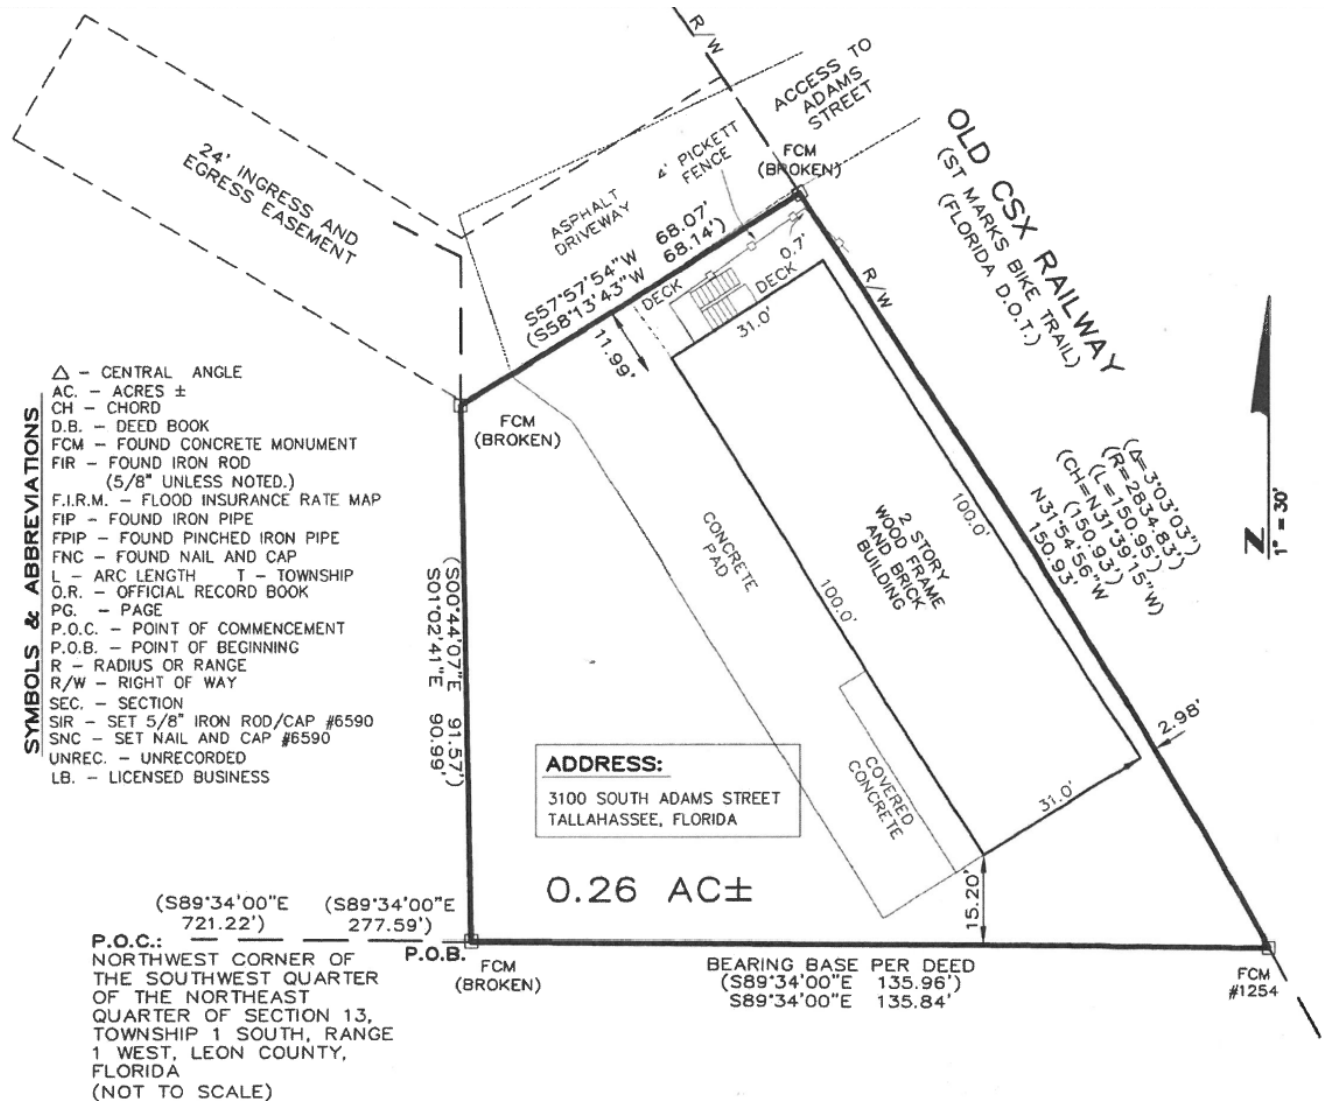 R/W
ACCESS TO
ADAMS
STREET
OLD CSX RAILWAY
(ST MARKS BIKE TRAIL)
(FLORIDA D.O.T.)
24' INGRESS AND
EGRESS EASEMENT
ASPHALT
DRIVEWAY
4' PICKETT
FENCE
FCM
(BROKEN)
S57°57'54"W 68.07'
(S58°13'43"W 68.14')
DECK
DECK
0.7'
31.0'
11.99'
R/W
FCM
(BROKEN)
SYMBOLS & ABBREVIATIONS
△ – CENTRAL ANGLE
AC. – ACRES ±
CH – CHORD
D.B. – DEED BOOK
FCM – FOUND CONCRETE MONUMENT
FIR – FOUND IRON ROD
(5/8" UNLESS NOTED.)
F.I.R.M. – FLOOD INSURANCE RATE MAP
FIP – FOUND IRON PIPE
FPIP – FOUND PINCHED IRON PIPE
FNC – FOUND NAIL AND CAP
L – ARC LENGTH T – TOWNSHIP
O.R. – OFFICIAL RECORD BOOK
PG. – PAGE
P.O.C. – POINT OF COMMENCEMENT
P.O.B. – POINT OF BEGINNING
R – RADIUS OR RANGE
R/W – RIGHT OF WAY
SEC. – SECTION
SIR – SET 5/8" IRON ROD/CAP #6590
SNC – SET NAIL AND CAP #6590
UNREC. – UNRECORDED
LB. – LICENSED BUSINESS
(S00°44'07"E 91.57')
S01°02'41"E 90.99'
CONCRETE
PAD
2 STORY
WOOD FRAME
AND BRICK
BUILDING
100.0'
100.0'
(Δ=3°03'03")
(R=2834.83')
(L=150.95')
(CH=N31°39'15"W)
(150.93')
N31°54'56"W
150.93'
N
1" = 30'
2.98'
COVERED
CONCRETE
31.0'
15.20'
ADDRESS:
3100 SOUTH ADAMS STREET
TALLAHASSEE, FLORIDA
0.26 AC±
(S89°34'00"E
721.22')
(S89°34'00"E
277.59')
P.O.C.:
NORTHWEST CORNER OF
THE SOUTHWEST QUARTER
OF THE NORTHEAST
QUARTER OF SECTION 13,
TOWNSHIP 1 SOUTH, RANGE
1 WEST, LEON COUNTY,
FLORIDA
(NOT TO SCALE)
P.O.B.
FCM
(BROKEN)
BEARING BASE PER DEED
(S89°34'00"E 135.96')
S89°34'00"E 135.84'
FCM
#1254